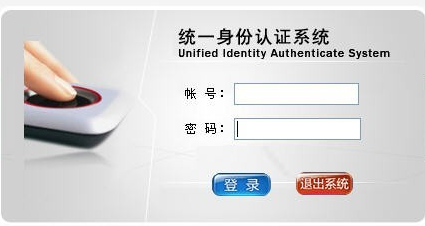 统一身份认证系统
Unified Identity Authenticate System
帐 号：
密 码：
登 录 退出系统